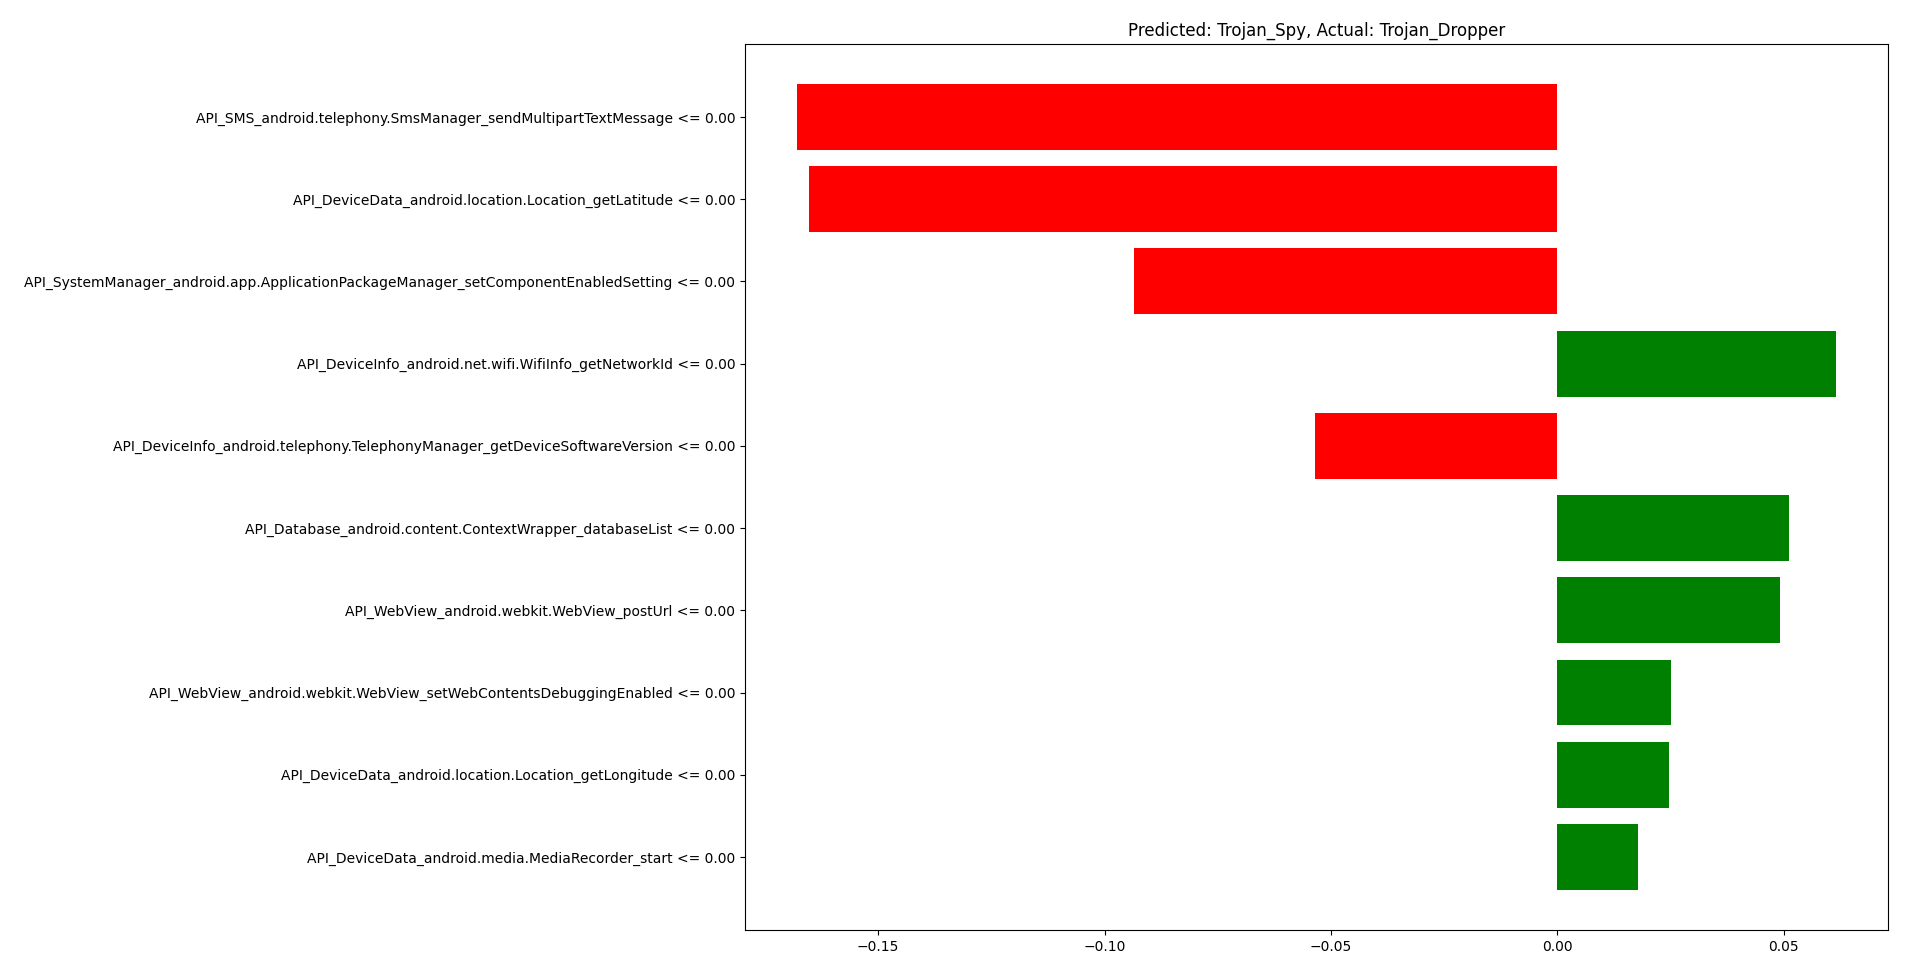 Predicted: Trojan_Spy, Actual: Trojan_Dropper
API_SMS_android.telephony.SmsManager_sendMultipartTextMessage <= 0.00
API_DeviceData_android.location.Location_getLatitude <= 0.00
API_SystemManager_android.app.ApplicationPackageManager_setComponentEnabledSetting <= 0.00
API_DeviceInfo_android.net.wifi.WifiInfo_getNetworkId <= 0.00
API_DeviceInfo_android.telephony.TelephonyManager_getDeviceSoftwareVersion <= 0.00
API_Database_android.content.ContextWrapper_databaseList <= 0.00
API_WebView_android.webkit.WebView_postUrl <= 0.00
API_WebView_android.webkit.WebView_setWebContentsDebuggingEnabled <= 0.00
API_DeviceData_android.location.Location_getLongitude <= 0.00
API_DeviceData_android.media.MediaRecorder_start <= 0.00
−0.15 −0.10 −0.05 0.00 0.05